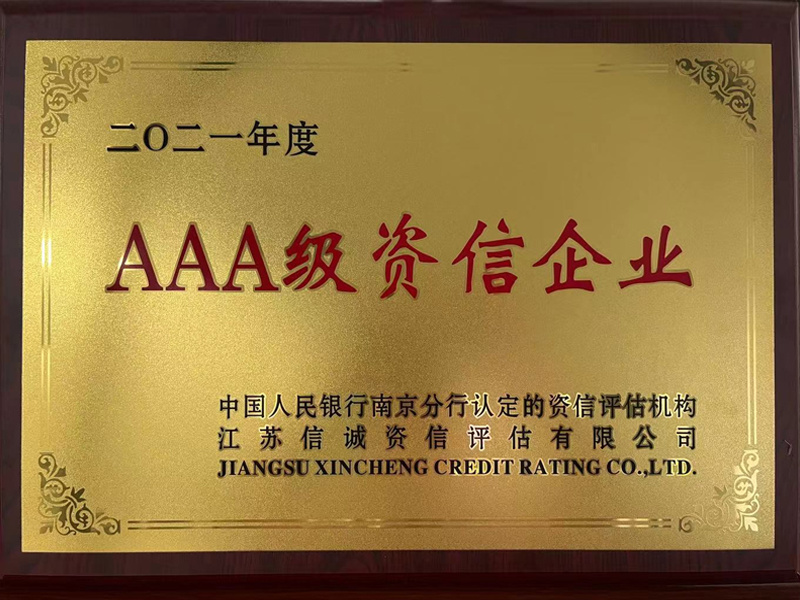 二〇二一年度
AAA级资信企业
中国人民银行南京分行认定的资信评估机构
江苏信诚资信评估有限公司
JIANGSU XINCHENG CREDIT RATING CO.,LTD.